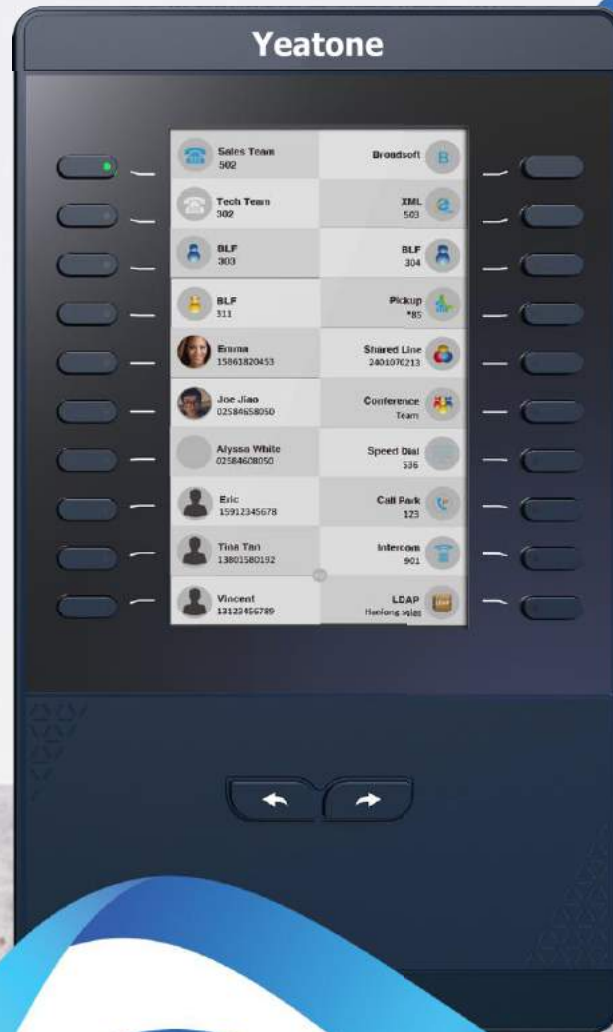 Yeatone
Sales Team
502
Broadsoft
B
Tech Team
302
XML
503
BLF
303
BLF
304
BLF
311
Pickup
*85
Emma
15861820453
Shared Line
2401070213
Joe Jiao
02584658050
Conference
Team
Alyssa White
02584608050
Speed Dial
536
Eric
15912345678
Call Park
123
Tina Tan
13801580192
Intercom
901
Vincent
13123456789
LDAP